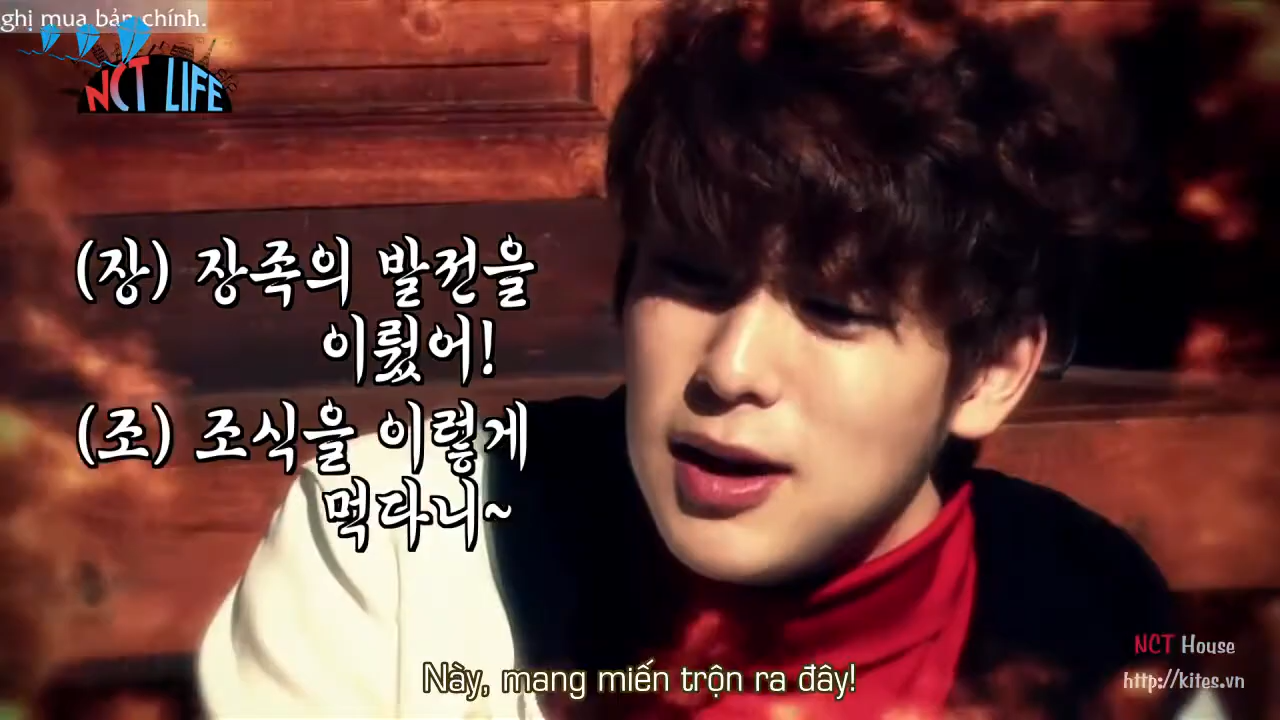 ghị mua bản chính.
NCT LIFE
(장) 장족의 발전을
이뤘어!
(조) 조식을 이렇게
먹다니~
Này, mang miến trộn ra đây!
NCT House
http://kites.vn